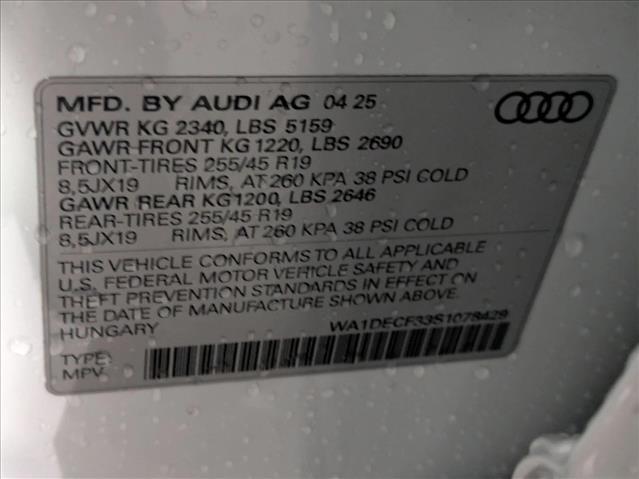 MFD. BY AUDI AG 04 25
GVWR KG 2340, LBS 5159
GAWR-FRONT KG 1220, LBS 2690
FRONT-TIRES 255/45 R19
8,5JX19 RIMS, AT 260 KPA 38 PSI COLD
GAWR REAR KG1200, LBS 2646
REAR-TIRES 255/45 R19
8,5JX19 RIMS, AT 260 KPA 38 PSI COLD
THIS VEHICLE CONFORMS TO ALL APPLICABLE
U.S. FEDERAL MOTOR VEHICLE SAFETY AND
THEFT PREVENTION STANDARDS IN EFFECT ON
THE DATE OF MANUFACTURE SHOWN ABOVE.
HUNGARY
WA1DECF33S1078429
TYPE:
MPV